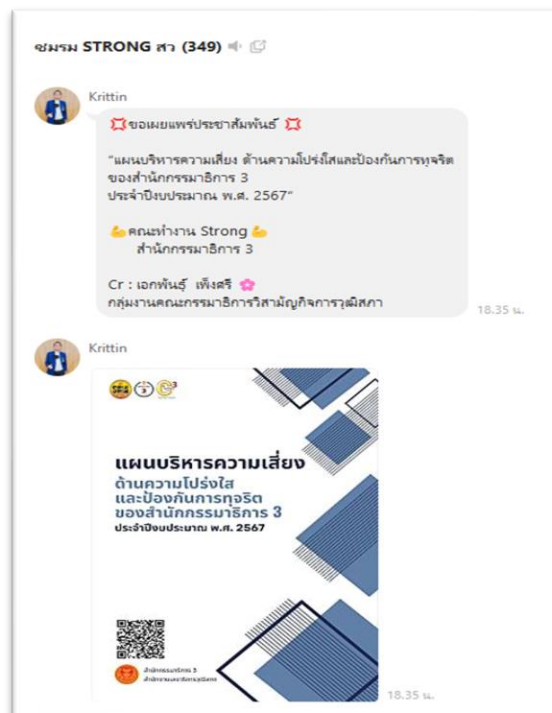 ชมรม STRONG สว (349)
Krittin
ขอเผยแพร่ประชาสัมพันธ์
"แผนบริหารความเสี่ยง ด้านความโปร่งใสและป้องกันการทุจริต
ของสำนักกรรมาธิการ 3
ประจำปีงบประมาณ พ.ศ. 2567"
คณะทำงาน Strong
สำนักกรรมาธิการ 3
Cr : เอกพันธุ์ เพ็งศรี
กลุ่มงานคณะกรรมาธิการวิสามัญกิจการวุฒิสภา
18.35 น.
Krittin
แผนบริหารความเสี่ยง
ด้านความโปร่งใส
และป้องกันการทุจริต
ของสำนักกรรมาธิการ 3
ประจำปีงบประมาณ พ.ศ. 2567
สำนักกรรมาธิการ 3
สำนักงานเลขาธิการวุฒิสภา
18.35 น.